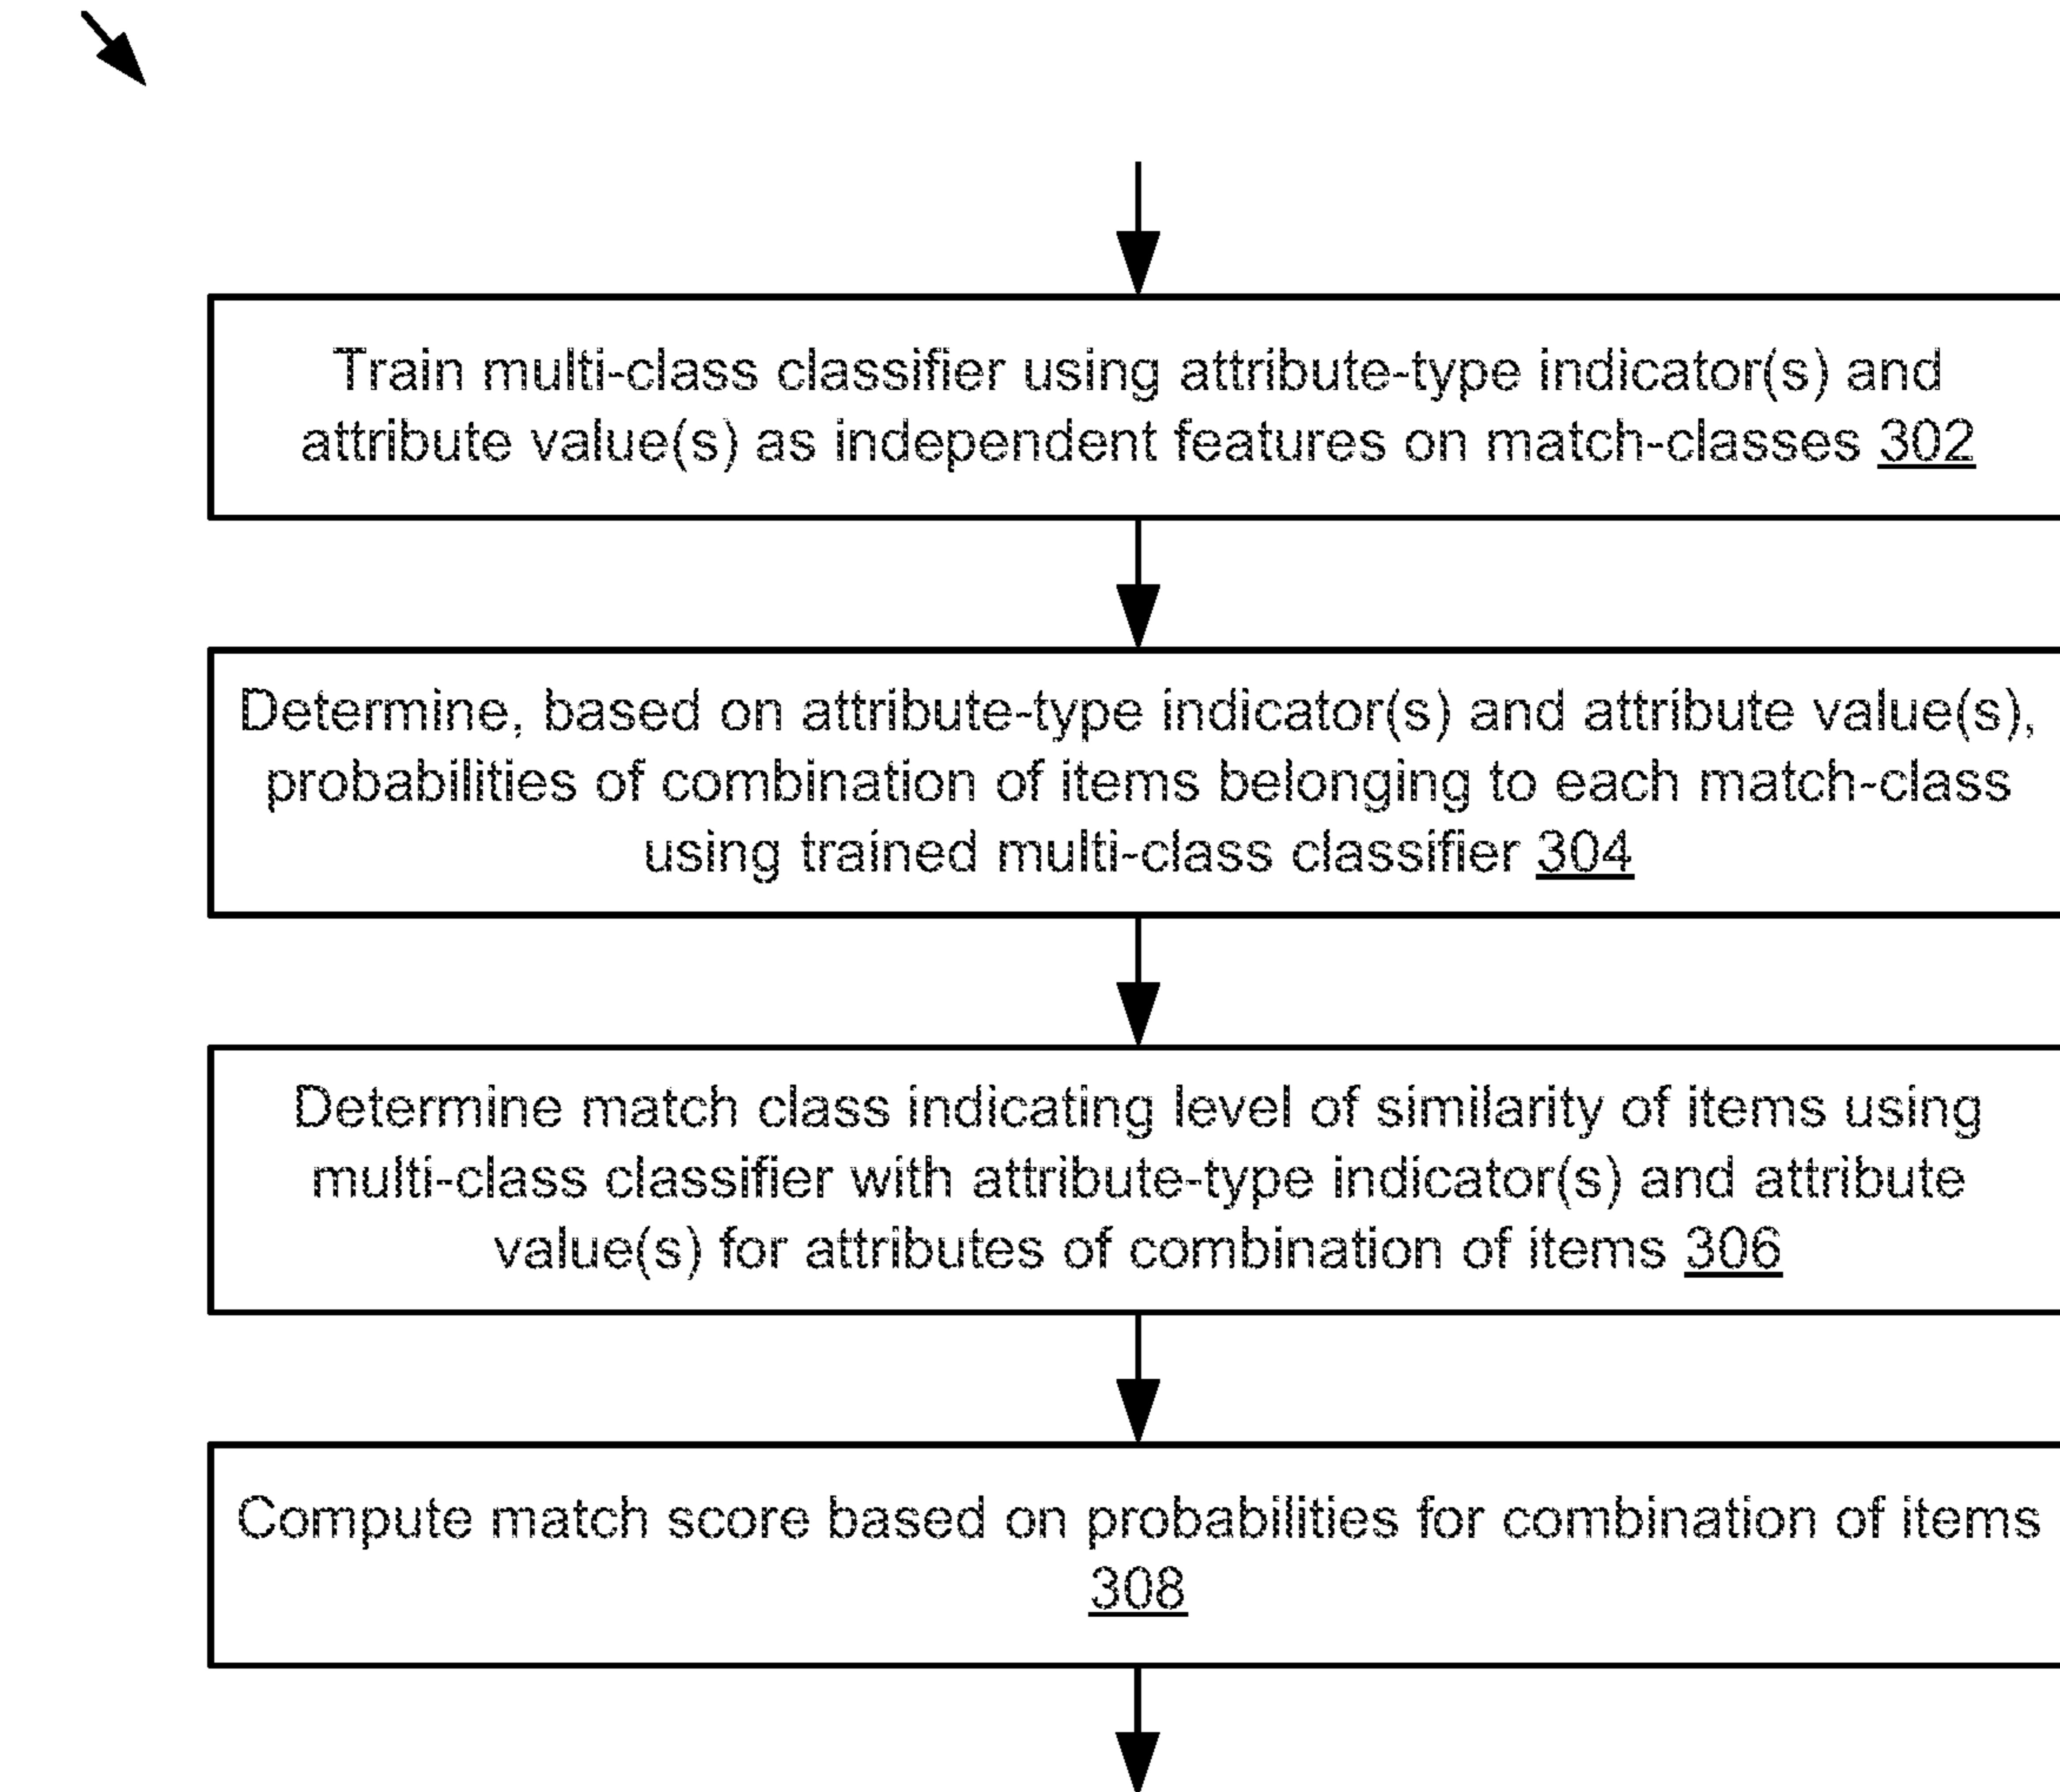 Train multi-class classifier using attribute-type indicator(s) and
attribute value(s) as independent features on match-classes 302
Determine, based on attribute-type indicator(s) and attribute value(s),
probabilities of combination of items belonging to each match-class
using trained multi-class classifier 304
Determine match class indicating level of similarity of items using
multi-class classifier with attribute-type indicator(s) and attribute
value(s) for attributes of combination of items 306
Compute match score based on probabilities for combination of items
308